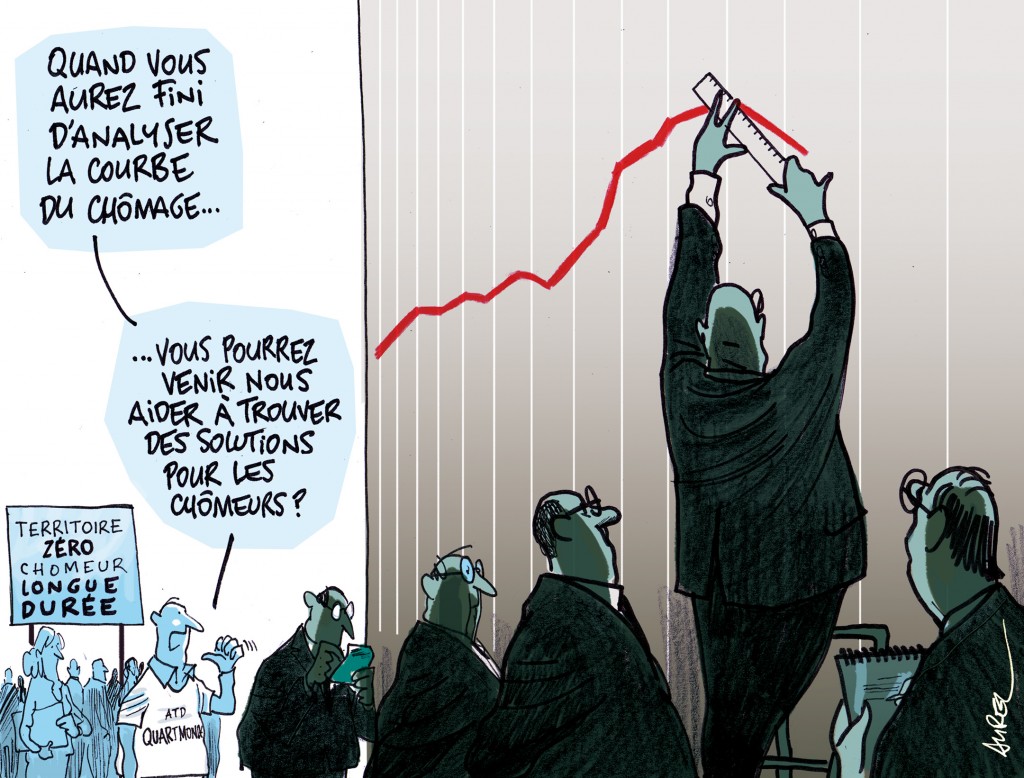 QUAND VOUS
AUREZ FINI
D'ANALYSER
LA COURBE
DU CHÔMAGE...
...VOUS POURREZ
VENIR NOUS
AIDER À TROUVER
DES SOLUTIONS
POUR LES
CHÔMEURS ?
TERRITOIRE
ZÉRO
CHOMEUR
LONGUE
DURÉE
ATD
QUART MONDE
AUREL